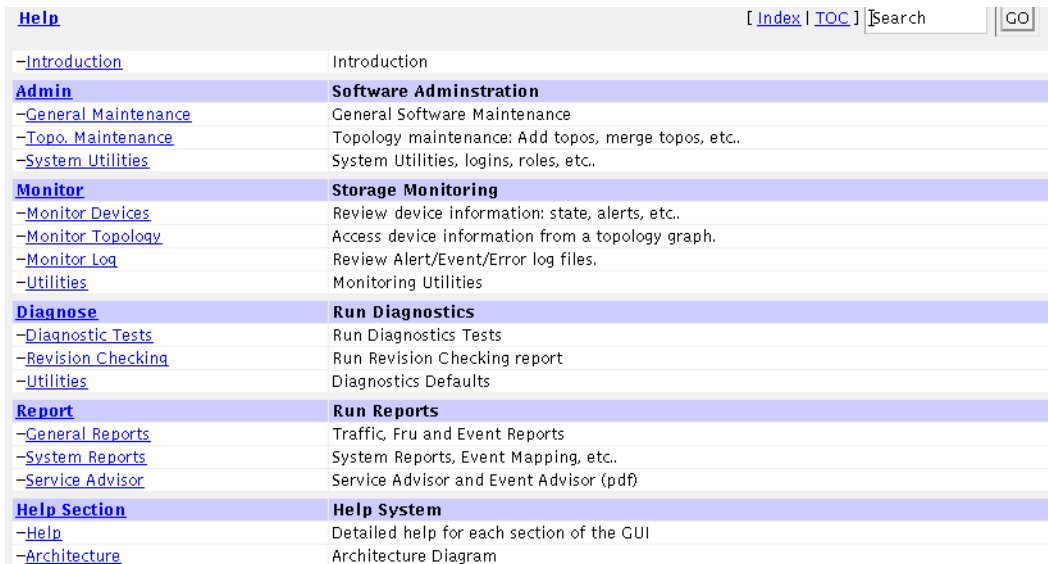 Help [ Index | TOC ] Search GO
–Introduction Introduction
Admin Software Adminstration
–General Maintenance General Software Maintenance
–Topo. Maintenance Topology maintenance: Add topos, merge topos, etc..
–System Utilities System Utilities, logins, roles, etc..
Monitor Storage Monitoring
–Monitor Devices Review device information: state, alerts, etc..
–Monitor Topology Access device information from a topology graph.
–Monitor Log Review Alert/Event/Error log files.
–Utilities Monitoring Utilities
Diagnose Run Diagnostics
–Diagnostic Tests Run Diagnostics Tests
–Revision Checking Run Revision Checking report
–Utilities Diagnostics Defaults
Report Run Reports
–General Reports Traffic, Fru and Event Reports
–System Reports System Reports, Event Mapping, etc..
–Service Advisor Service Advisor and Event Advisor (pdf)
Help Section Help System
–Help Detailed help for each section of the GUI
–Architecture Architecture Diagram